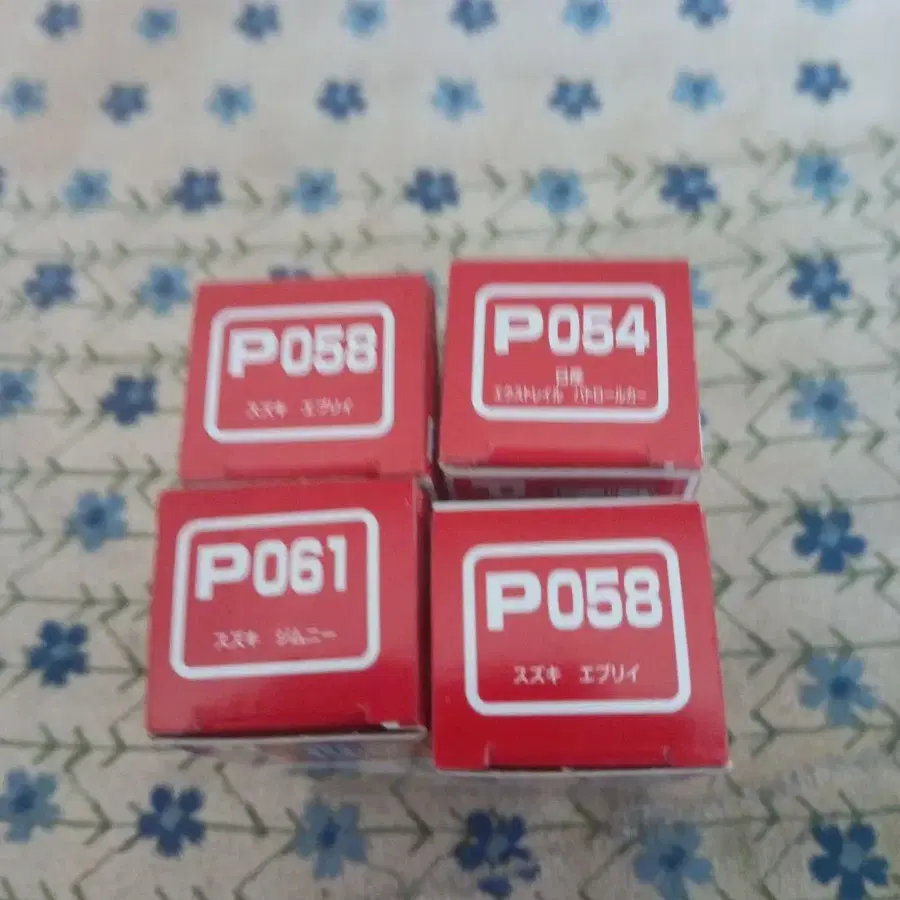 P058
スズキ エブリイ
P054
日産
エクストレイル パトロールカー
P061
スズキ ジムニー
P058
スズキ エブリイ